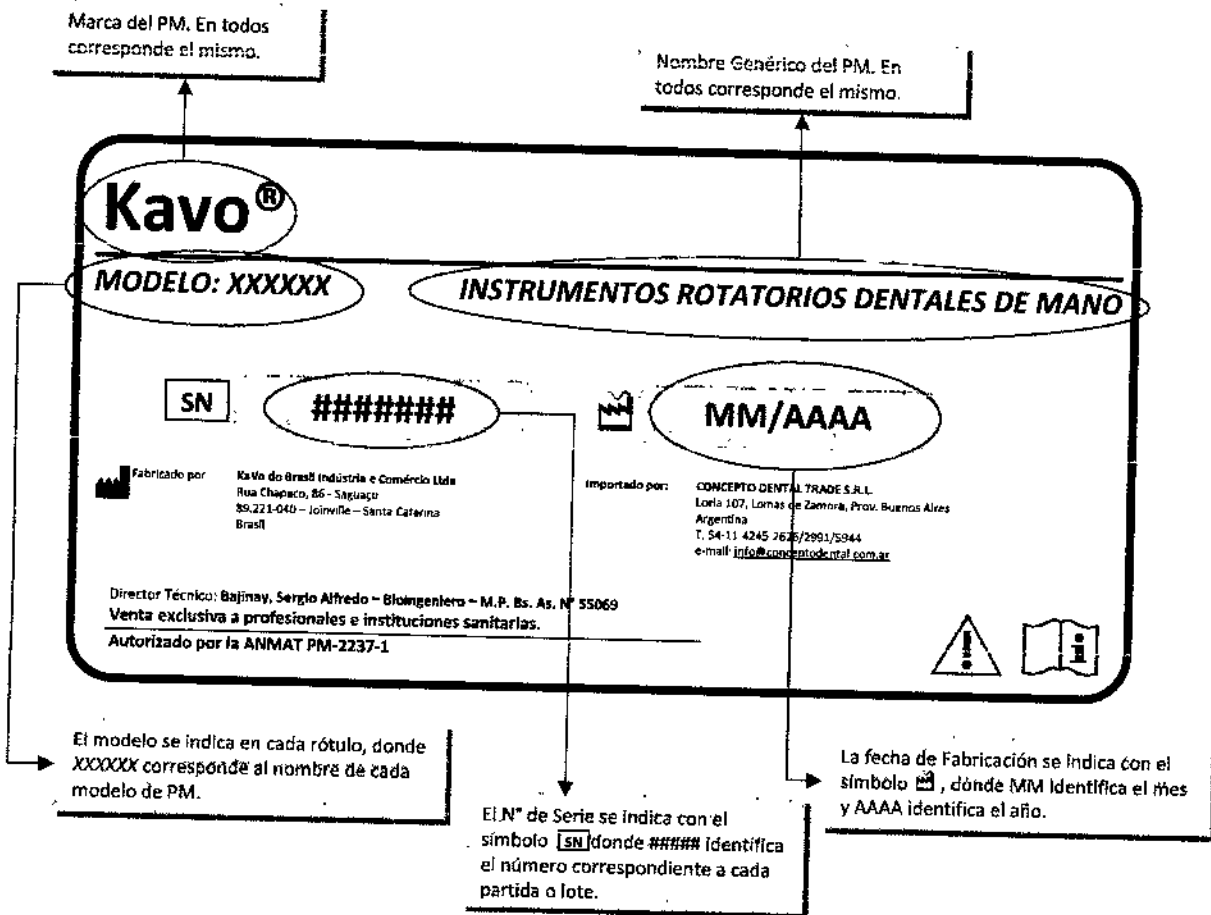 Marca del PM. En todos
corresponde el mismo.
Nombre Genérico del PM. En
todos corresponde el mismo.
Kavo®
MODELO: XXXXXX
INSTRUMENTOS ROTATORIOS DENTALES DE MANO
SN
#######
MM/AAAA
Fabricado por
KaVo do Brasil Indústria e Comércio Ltda
Rua Chapeco, 86 - Saguaçu
89.221-040 – Joinville – Santa Catarina
Brasil
Importado por:
CONCEPTO DENTAL TRADE S.R.L.
Loria 107, Lomas de Zamora, Prov. Buenos Aires
Argentina
T. 54-11 4245 2626/2991/5944
e-mail: info@conceptodental.com.ar
Director Técnico: Bajinay, Sergio Alfredo – Bioingeniero – M.P. Bs. As. N° 55069
Venta exclusiva a profesionales e instituciones sanitarias.
Autorizado por la ANMAT PM-2237-1
El modelo se indica en cada rótulo, donde
XXXXXX corresponde al nombre de cada
modelo de PM.
El N° de Serie se indica con el
símbolo SN donde ##### identifica
el número correspondiente a cada
partida o lote.
La fecha de Fabricación se indica con el
símbolo , donde MM identifica el mes
y AAAA identifica el año.